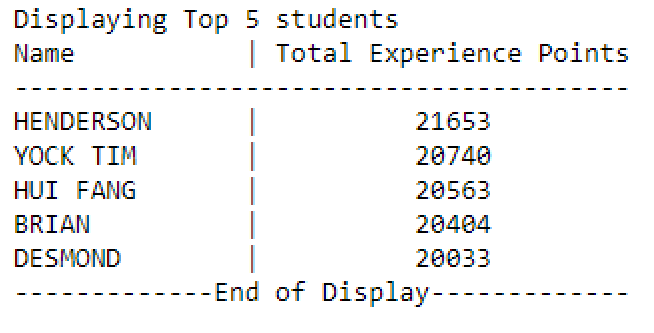 Displaying Top 5 students
Name | Total Experience Points
----------------------------------------
HENDERSON | 21653
YOCK TIM | 20740
HUI FANG | 20563
BRIAN | 20404
DESMOND | 20033
-------------End of Display-------------